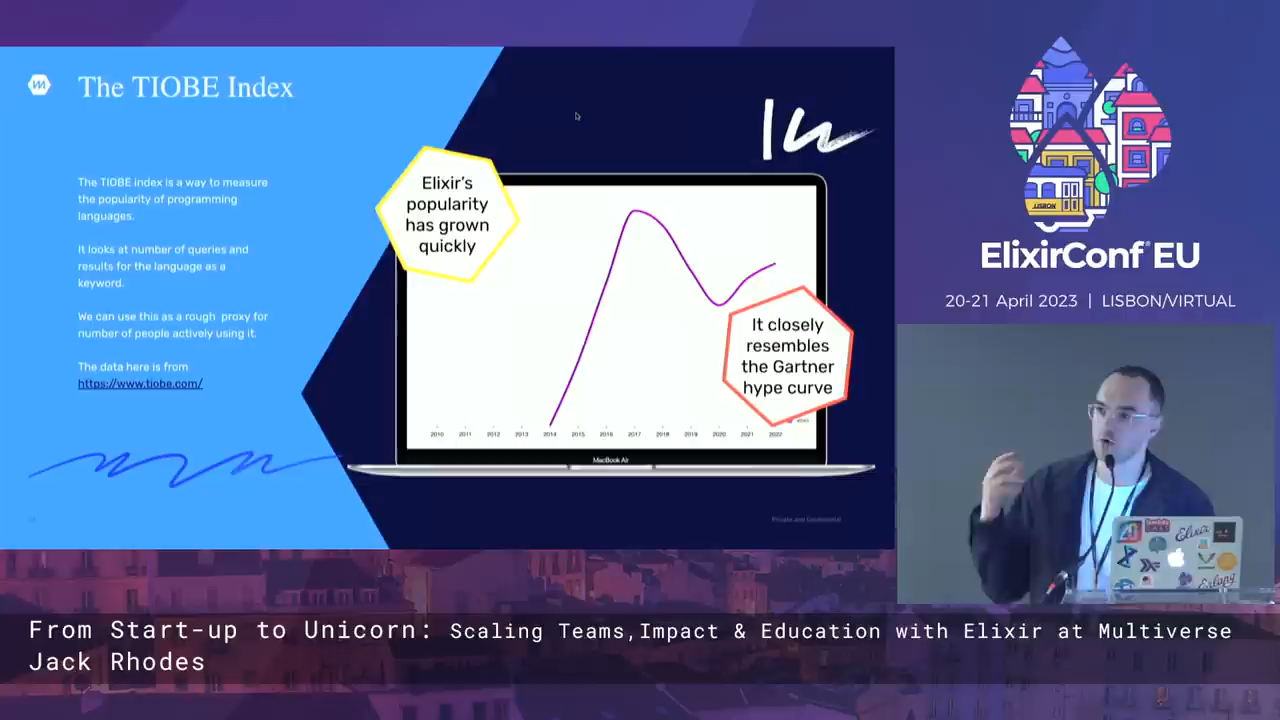 The TIOBE Index
The TIOBE index is a way to measure
the popularity of programming
languages.
It looks at number of queries and
results for the language as a
keyword.
We can use this as a rough proxy for
number of people actively using it.
The data here is from
https://www.tiobe.com/
Elixir's
popularity
has grown
quickly
It closely
resembles
the Gartner
hype curve
2010 2011 2012 2013 2014 2015 2016 2017 2018 2019 2020 2021 2022
MacBook Air
Private and Confidential
LISBON
ElixirConf EU
20-21 April 2023 | LISBON/VIRTUAL
Elixir
Erlang
From Start-up to Unicorn: Scaling Teams,Impact & Education with Elixir at Multiverse
Jack Rhodes